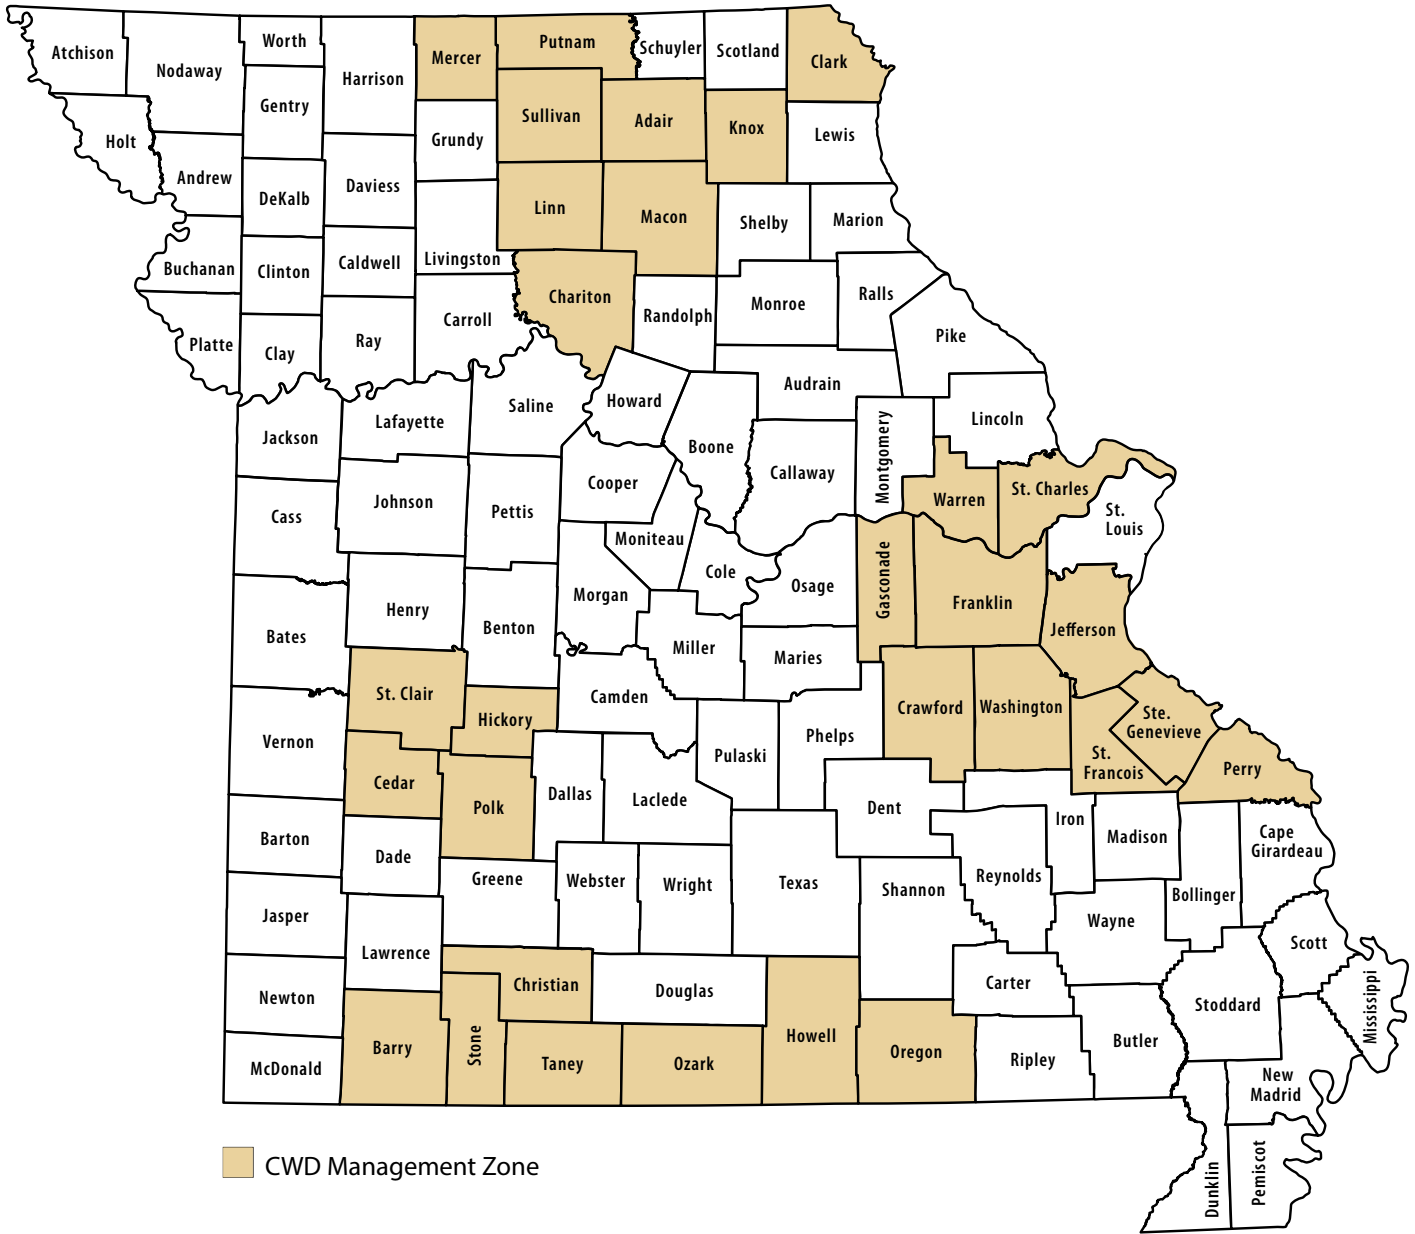 Atchison
Nodaway
Worth
Harrison
Mercer
Putnam
Schuyler
Scotland
Clark
Gentry
Holt
Andrew
DeKalb
Daviess
Grundy
Sullivan
Adair
Knox
Lewis
Linn
Macon
Shelby
Marion
Buchanan
Clinton
Caldwell
Livingston
Chariton
Randolph
Monroe
Ralls
Pike
Platte
Clay
Ray
Carroll
Audrain
Saline
Howard
Boone
Callaway
Montgomery
Lincoln
Jackson
Lafayette
Cooper
Warren
St. Charles
St.
Louis
Cass
Johnson
Pettis
Moniteau
Cole
Osage
Gasconade
Franklin
Jefferson
Bates
Henry
Benton
Morgan
Miller
Maries
St. Clair
Hickory
Camden
Pulaski
Phelps
Crawford
Washington
St.
Francois
Ste.
Genevieve
Perry
Vernon
Cedar
Polk
Dallas
Laclede
Dent
Iron
Madison
Cape
Girardeau
Barton
Dade
Greene
Webster
Wright
Texas
Shannon
Reynolds
Wayne
Bollinger
Jasper
Lawrence
Christian
Douglas
Howell
Carter
Stoddard
Scott
Mississippi
Newton
McDonald
Barry
Stone
Taney
Ozark
Oregon
Ripley
Butler
New
Madrid
Dunklin
Pemiscot
CWD Management Zone